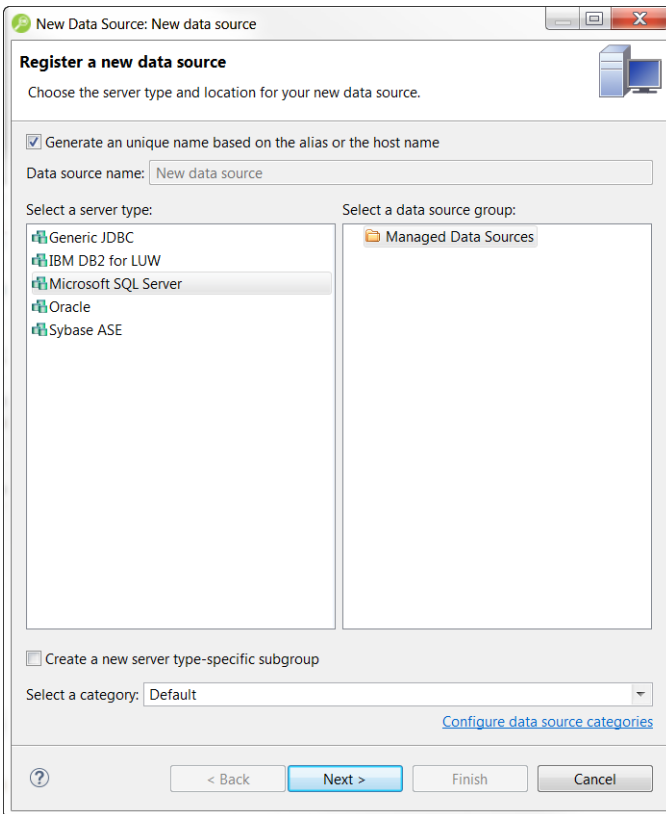 New Data Source: New data source
Register a new data source
Choose the server type and location for your new data source.
Generate an unique name based on the alias or the host name
Data source name: New data source
Select a server type:
Select a data source group:
Generic JDBC
IBM DB2 for LUW
Microsoft SQL Server
Oracle
Sybase ASE
Managed Data Sources
Create a new server type-specific subgroup
Select a category: Default
Configure data source categories
? < Back Next > Finish Cancel